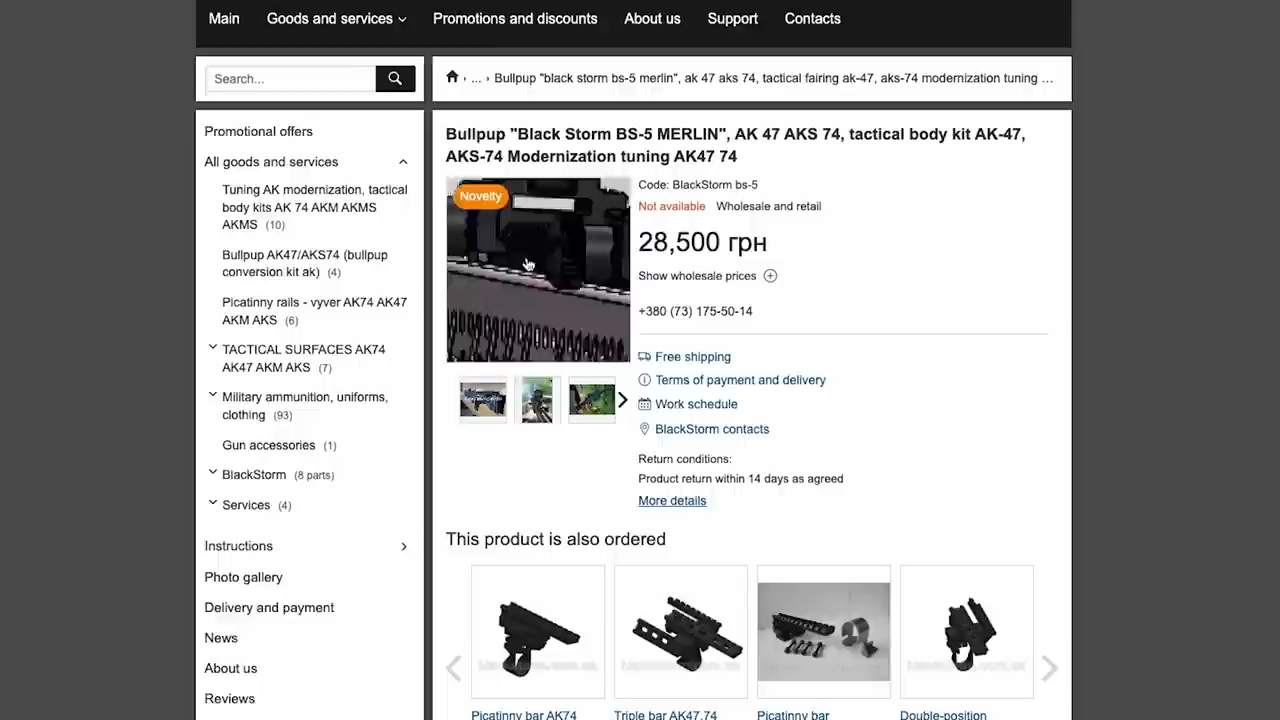 Main
Goods and services
Promotions and discounts
About us
Support
Contacts
Search...
... › Bullpup "black storm bs-5 merlin", ak 47 aks 74, tactical fairing ak-47, aks-74 modernization tuning ...
Promotional offers
All goods and services
Tuning AK modernization, tactical
body kits AK 74 AKM AKMS
AKMS (10)
Bullpup AK47/AKS74 (bullpup
conversion kit ak) (4)
Picatinny rails - vyver AK74 AK47
AKM AKS (6)
TACTICAL SURFACES AK74
AK47 AKM AKS (7)
Military ammunition, uniforms,
clothing (93)
Gun accessories (1)
BlackStorm (8 parts)
Services (4)
Instructions
Photo gallery
Delivery and payment
News
About us
Reviews
Bullpup "Black Storm BS-5 MERLIN", AK 47 AKS 74, tactical body kit AK-47,
AKS-74 Modernization tuning AK47 74
Novelty
Code: BlackStorm bs-5
Not available Wholesale and retail
28,500 грн
Show wholesale prices
+380 (73) 175-50-14
Free shipping
Terms of payment and delivery
Work schedule
BlackStorm contacts
Return conditions:
Product return within 14 days as agreed
More details
This product is also ordered
Picatinny bar AK74
Triple bar AK47.74
Picatinny bar
Double-position